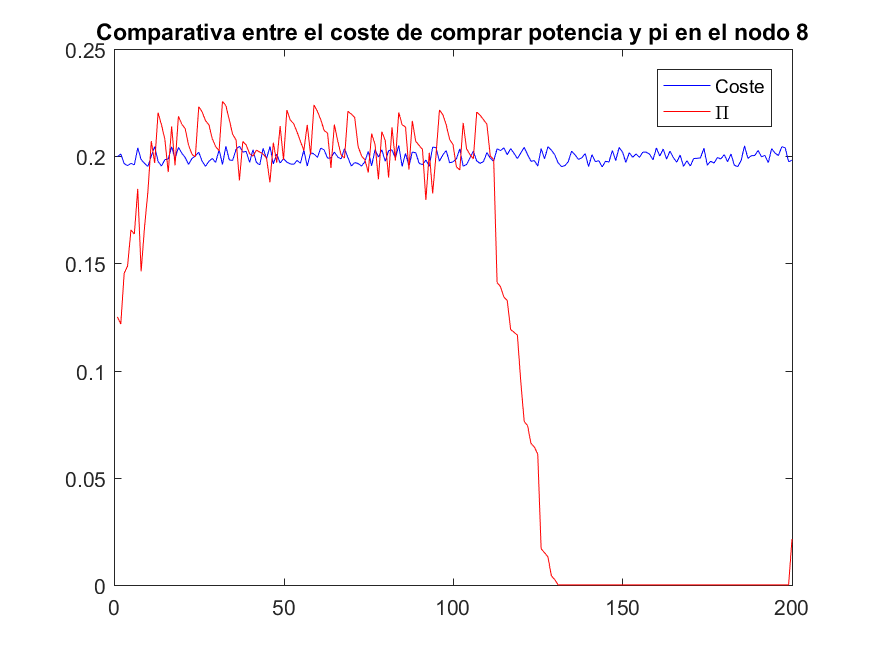 Comparativa entre el coste de comprar potencia y pi en el nodo 8
0.25
Coste
Π
0.2
0.15
0.1
0.05
0
0 50 100 150 200